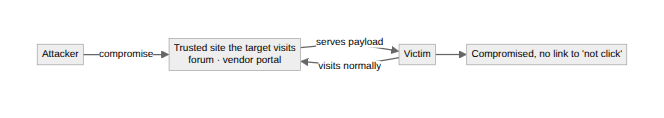 Attacker
compromise
Trusted site the target visits
forum · vendor portal
serves payload
visits normally
Victim
Compromised, no link to 'not click'